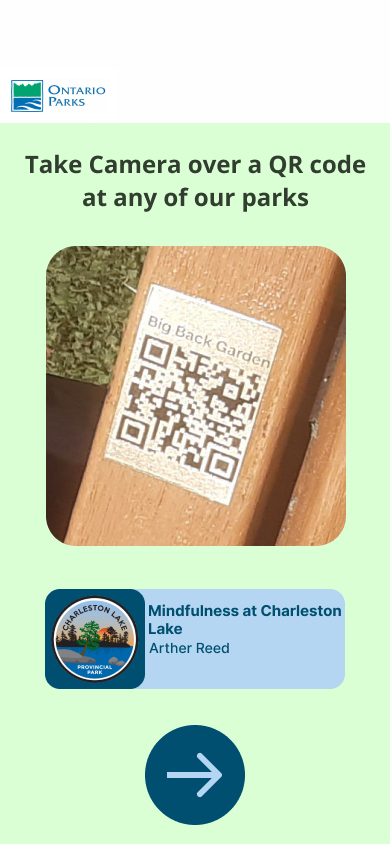 ONTARIO
PARKS
Take Camera over a QR code
at any of our parks
Big Back Garden
CHARLESTON LAKE
PROVINCIAL
PARK
Mindfulness at Charleston
Lake
Arther Reed